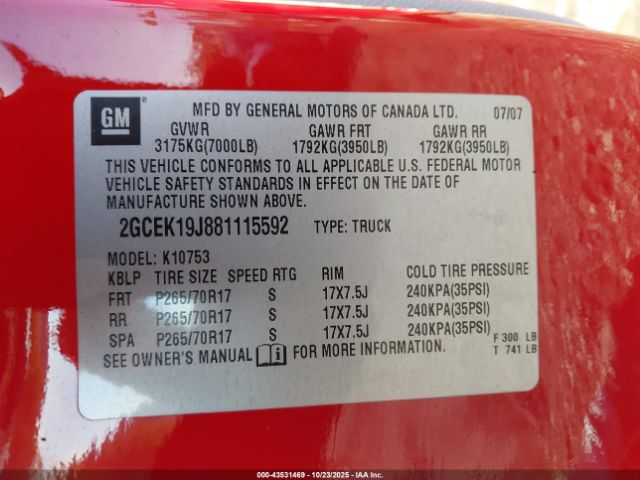 GM
MFD BY GENERAL MOTORS OF CANADA LTD. 07/07
GVWR GAWR FRT GAWR RR
3175KG(7000LB) 1792KG(3950LB) 1792KG(3950LB)
THIS VEHICLE CONFORMS TO ALL APPLICABLE U.S. FEDERAL MOTOR
VEHICLE SAFETY STANDARDS IN EFFECT ON THE DATE OF
MANUFACTURE SHOWN ABOVE.
2GCEK19J881115592 TYPE: TRUCK
MODEL: K10753
KBLP TIRE SIZE SPEED RTG RIM COLD TIRE PRESSURE
FRT P265/70R17 S 17X7.5J 240KPA(35PSI)
RR P265/70R17 S 17X7.5J 240KPA(35PSI)
SPA P265/70R17 S 17X7.5J 240KPA(35PSI)
SEE OWNER'S MANUAL FOR MORE INFORMATION.
F 300 LB
T 741 LB
000-43531469 - 10/23/2025 - IAA Inc.